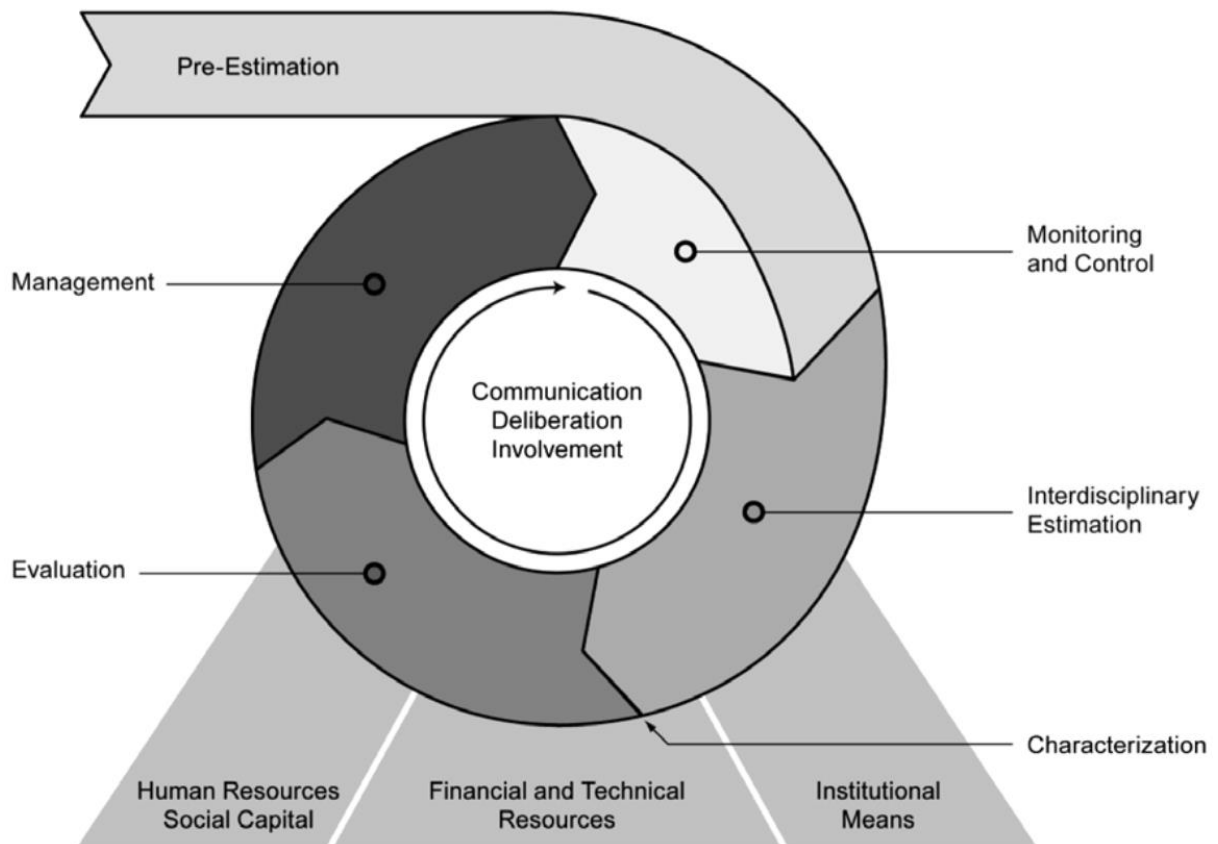 Pre-Estimation
Monitoring
and Control
Management
Communication
Deliberation
Involvement
Interdisciplinary
Estimation
Evaluation
Characterization
Human Resources
Social Capital
Financial and Technical
Resources
Institutional
Means